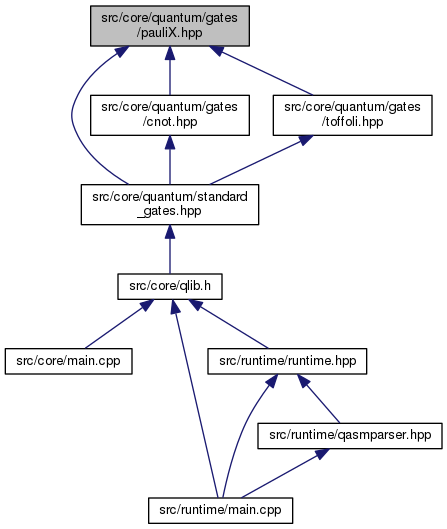 src/core/quantum/gates
/pauliX.hpp
src/core/quantum/gates
/cnot.hpp
src/core/quantum/gates
/toffoli.hpp
src/core/quantum/standard
_gates.hpp
src/core/qlib.h
src/core/main.cpp
src/runtime/runtime.hpp
src/runtime/qasmparser.hpp
src/runtime/main.cpp